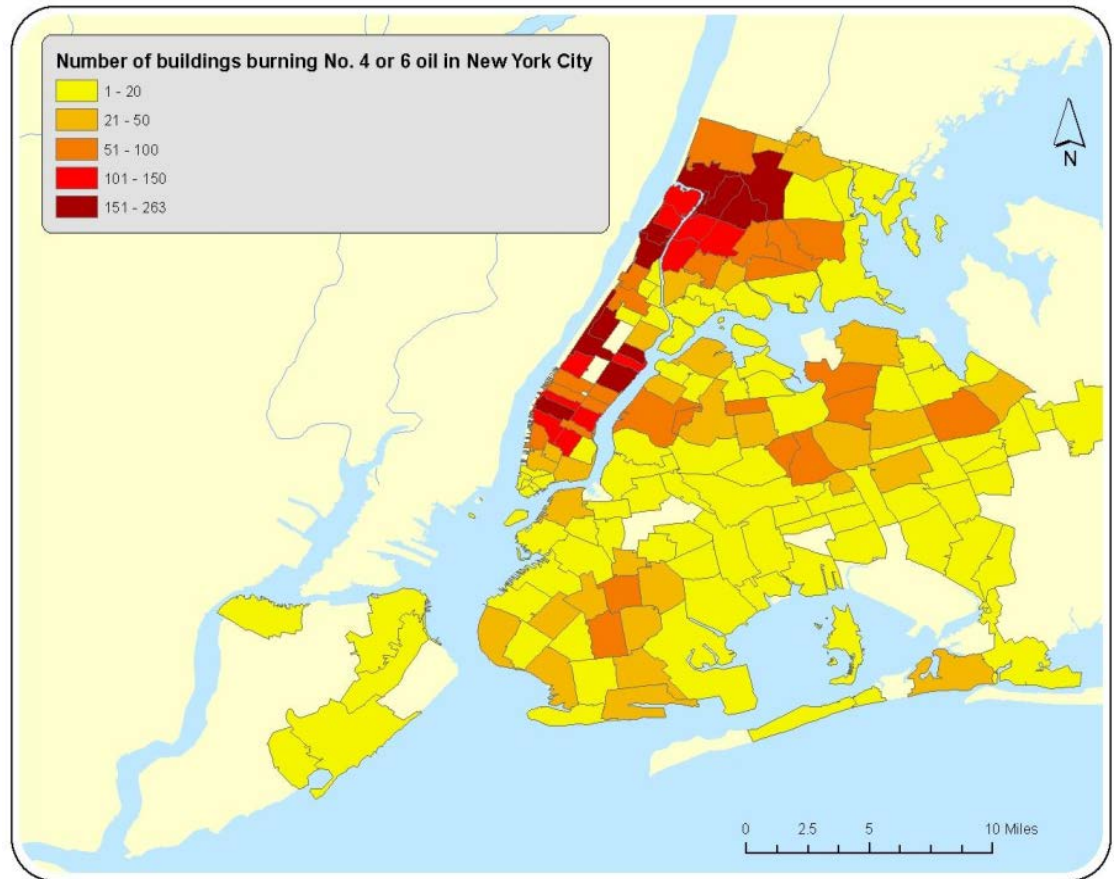 Number of buildings burning No. 4 or 6 oil in New York City
1 - 20
21 - 50
51 - 100
101 - 150
151 - 263
N
0 2.5 5 10 Miles